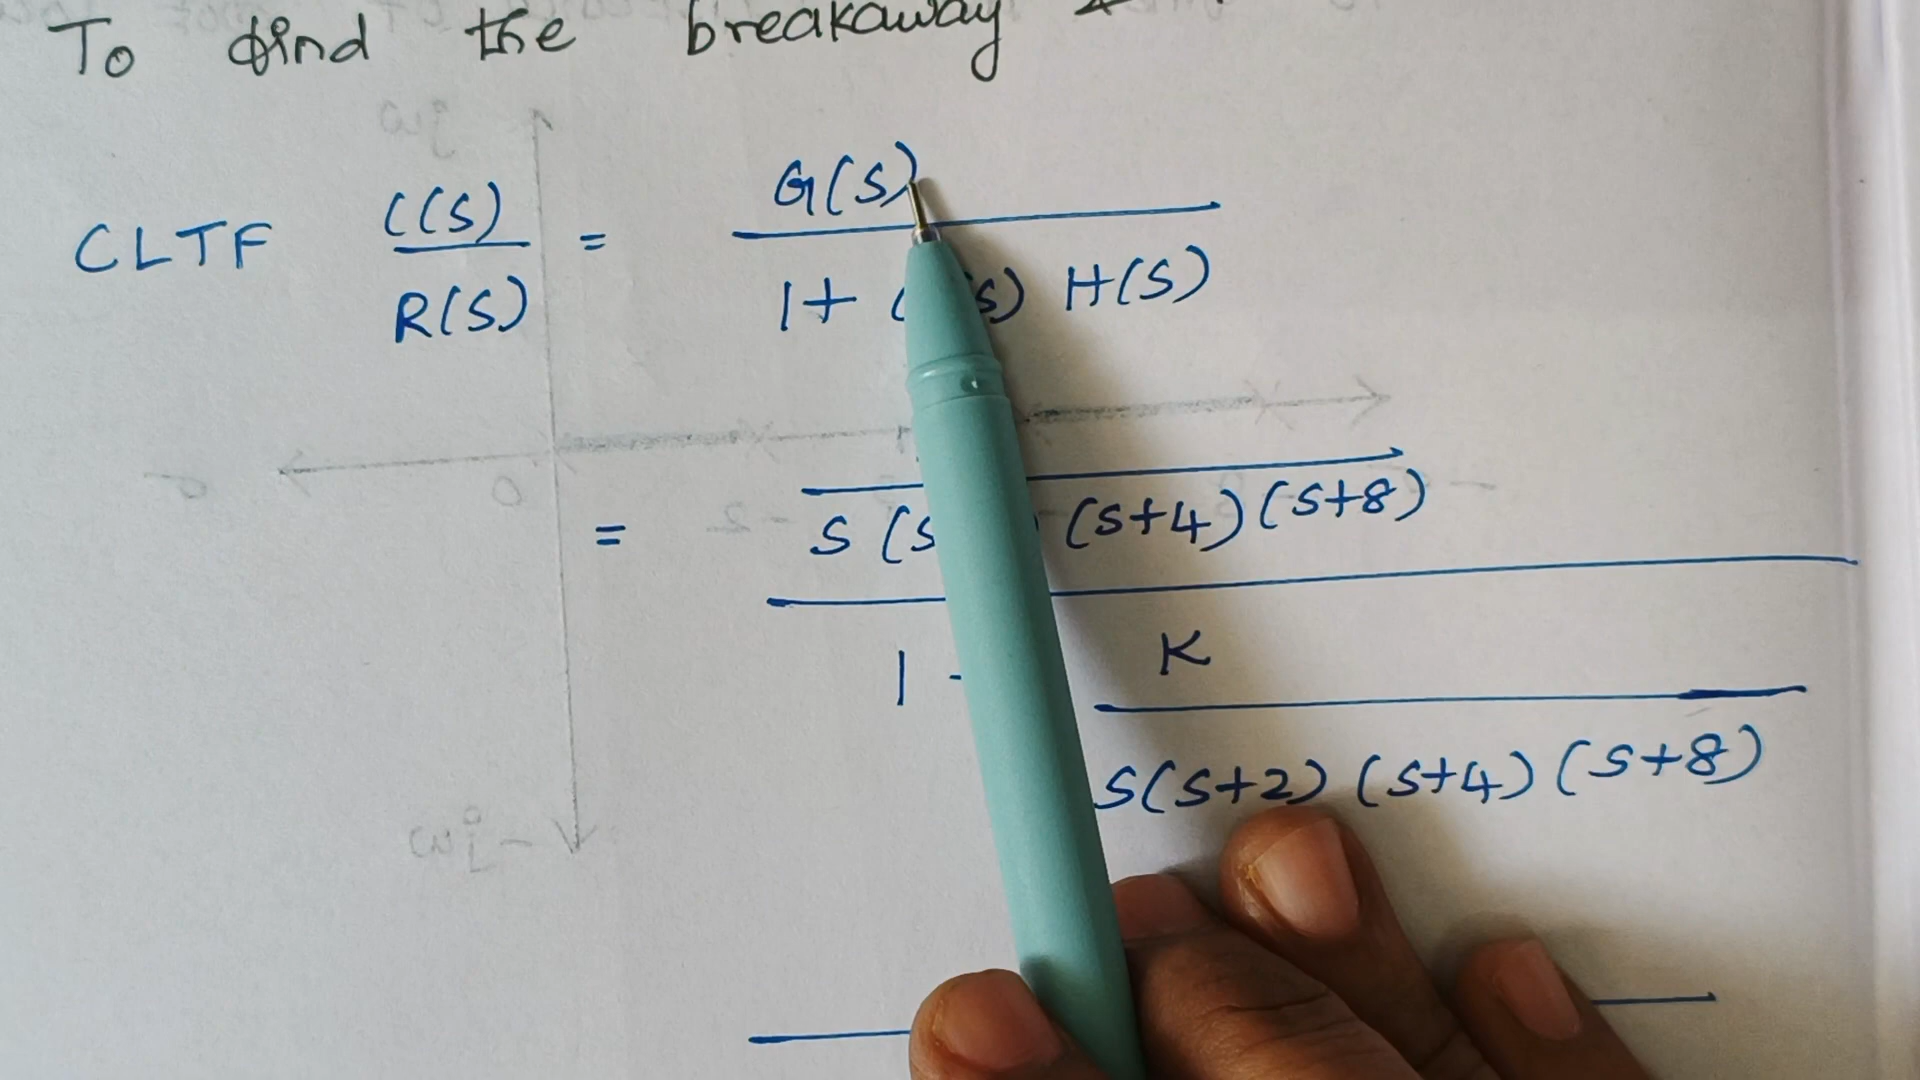 To find the breakaway
CLTF C(S)/R(S) = G(S)
1+ (S) H(S)
= S (S (S+4) (S+8)
1 K
S(S+2) (S+4) (S+8)